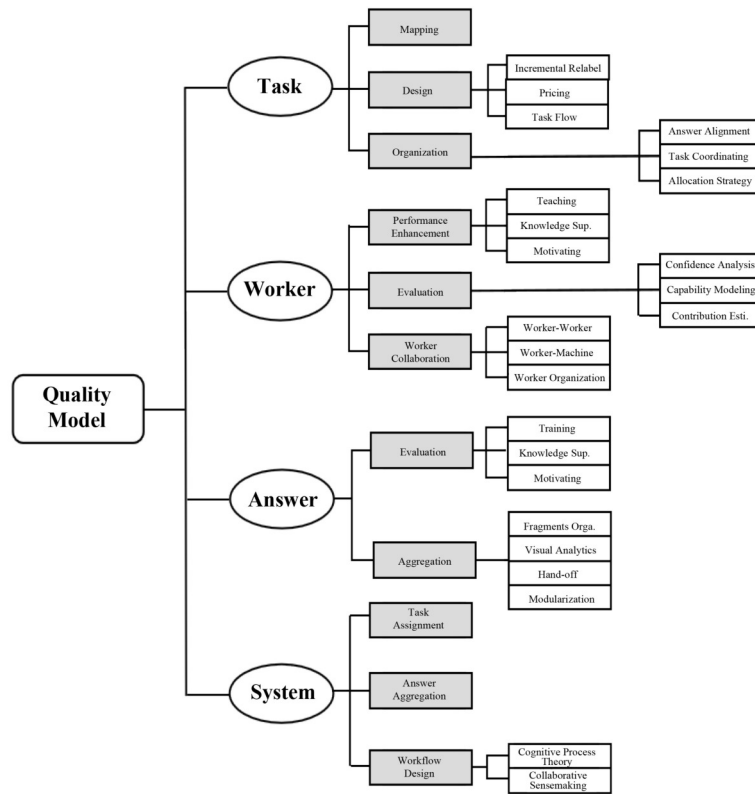 Quality
Model
Task
Mapping
Design
Incremental Relabel
Pricing
Task Flow
Organization
Answer Alignment
Task Coordinating
Allocation Strategy
Worker
Performance
Enhancement
Teaching
Knowledge Sup.
Motivating
Evaluation
Confidence Analysis
Capability Modeling
Contribution Esti.
Worker
Collaboration
Worker-Worker
Worker-Machine
Worker Organization
Answer
Evaluation
Training
Knowledge Sup.
Motivating
Aggregation
Fragments Orga.
Visual Analytics
Hand-off
Modularization
System
Task
Assignment
Answer
Aggregation
Workflow
Design
Cognitive Process
Theory
Collaborative
Sensemaking